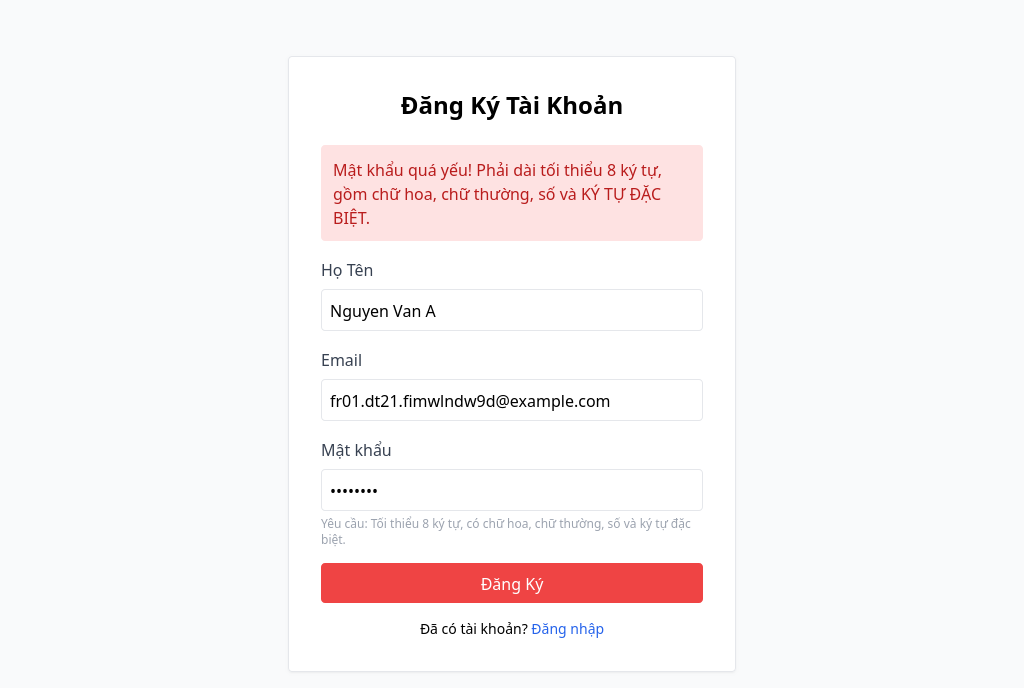 Đăng Ký Tài Khoản
Mật khẩu quá yếu! Phải dài tối thiểu 8 ký tự,
gồm chữ hoa, chữ thường, số và KÝ TỰ ĐẶC
BIỆT.
Họ Tên
Nguyen Van A
Email
fr01.dt21.fimwlndw9d@example.com
Mật khẩu
••••••••
Yêu cầu: Tối thiểu 8 ký tự, có chữ hoa, chữ thường, số và ký tự đặc
biệt.
Đăng Ký
Đã có tài khoản? Đăng nhập